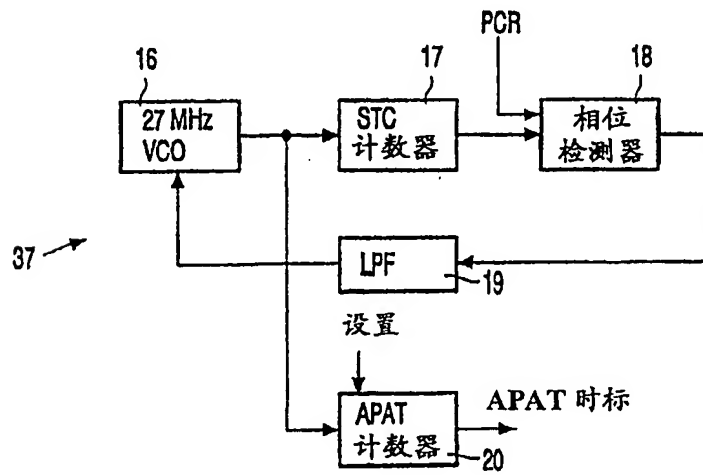 PCR
16
17
18
27 MHz
VCO
STC
计数器
相位
检测器
37
LPF
19
设置
APAT
计数器
APAT 时标
20